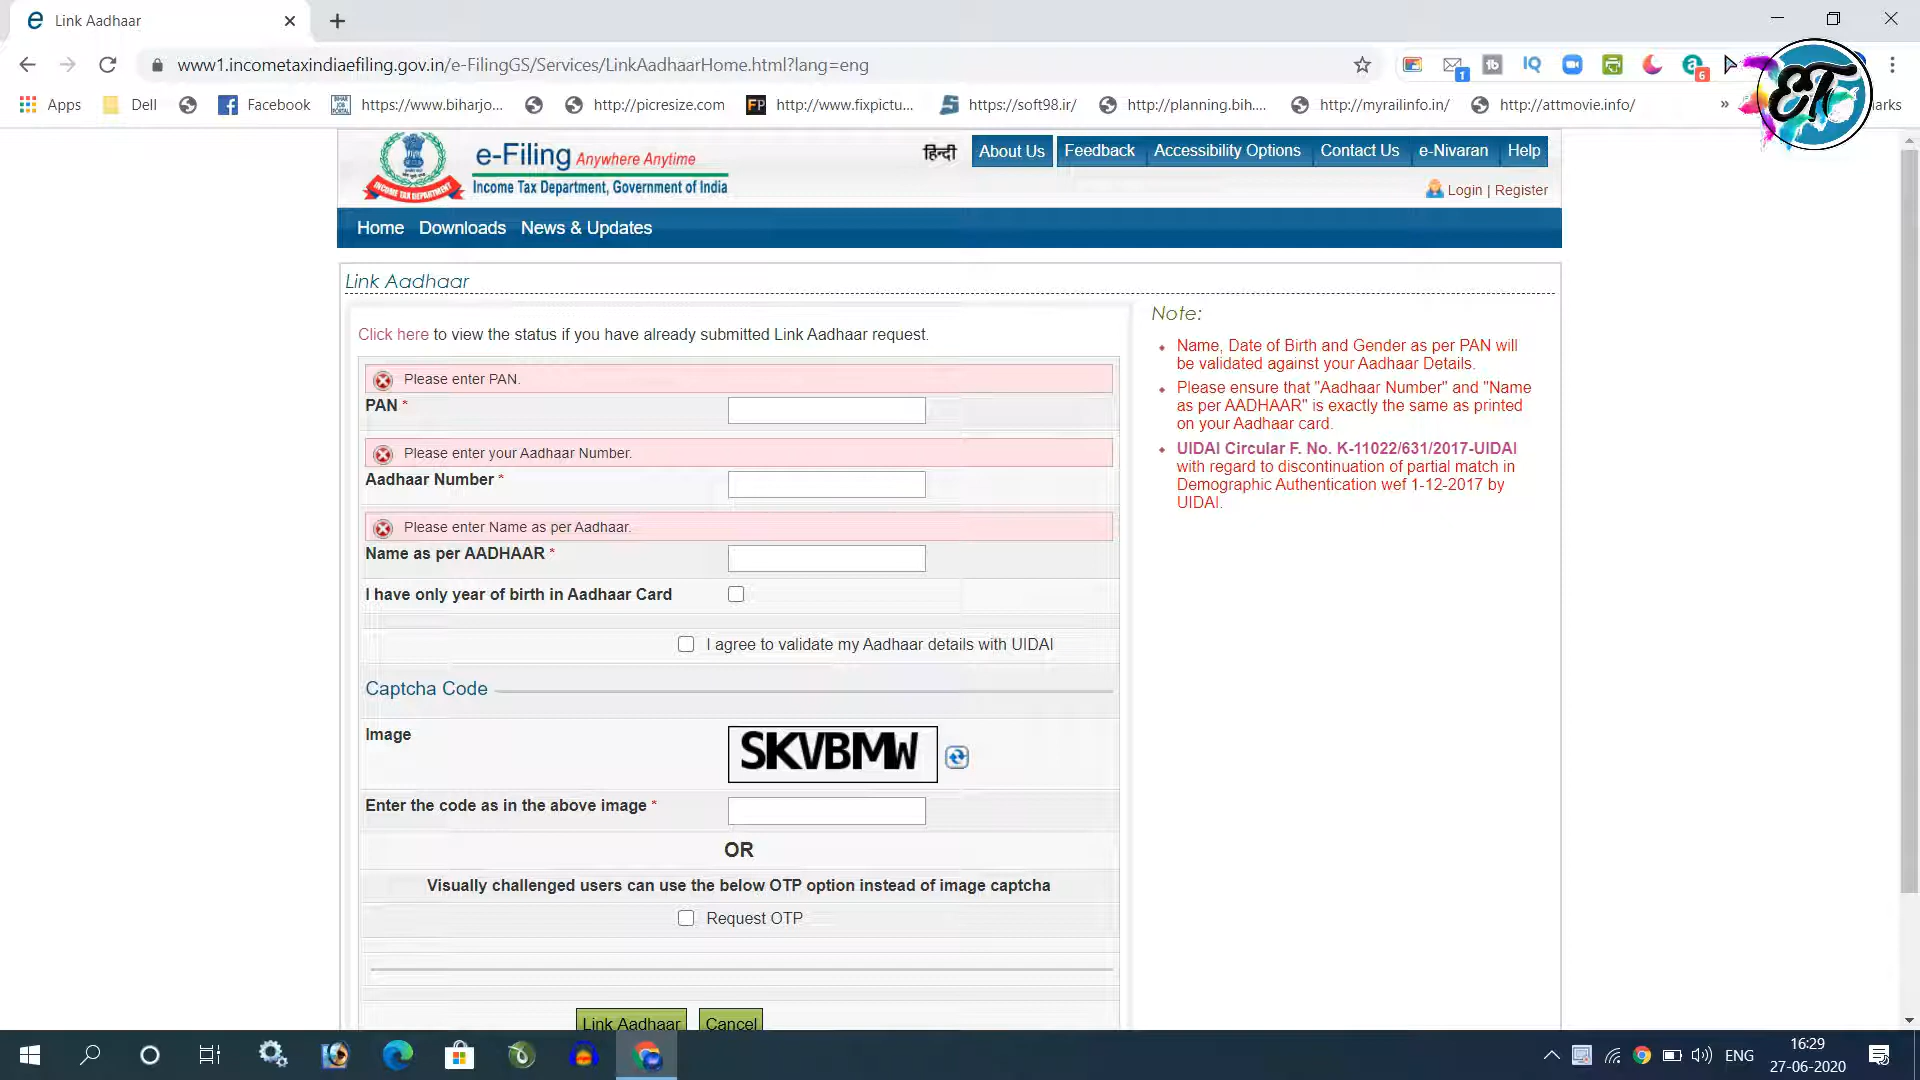 Link Aadhaar
www1.incometaxindiaefiling.gov.in/e-FilingGS/Services/LinkAadhaarHome.html?lang=eng
Apps Dell Facebook https://www.biharjo... http://picresize.com http://www.fixpictu... https://soft98.ir/ http://planning.bih.... http://myrailinfo.in/ http://attmovie.info/ »
ET
e-Filing Anywhere Anytime
Income Tax Department, Government of India
INCOME TAX DEPARTMENT
हिन्दी About Us Feedback Accessibility Options Contact Us e-Nivaran Help
Login | Register
Home Downloads News & Updates
Link Aadhaar
Click here to view the status if you have already submitted Link Aadhaar request.
Please enter PAN.
PAN *
Please enter your Aadhaar Number.
Aadhaar Number *
Please enter Name as per Aadhaar.
Name as per AADHAAR *
I have only year of birth in Aadhaar Card
I agree to validate my Aadhaar details with UIDAI
Captcha Code
Image
SKVBMW
Enter the code as in the above image *
OR
Visually challenged users can use the below OTP option instead of image captcha
Request OTP
Link Aadhaar Cancel
Note:
Name, Date of Birth and Gender as per PAN will
be validated against your Aadhaar Details.
Please ensure that "Aadhaar Number" and "Name
as per AADHAAR" is exactly the same as printed
on your Aadhaar card.
UIDAI Circular F. No. K-11022/631/2017-UIDAI
with regard to discontinuation of partial match in
Demographic Authentication wef 1-12-2017 by
UIDAI.
ENG
16:29
27-06-2020